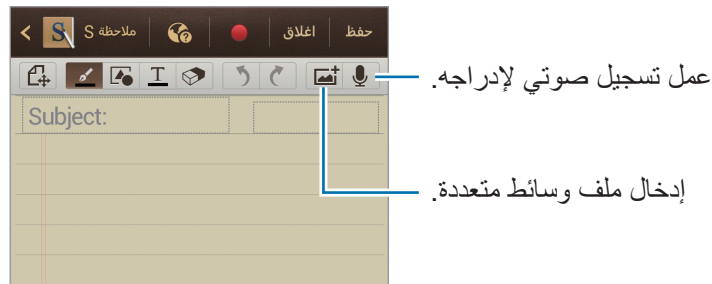 حفظ
اغلاق
ملاحظة S
عمل تسجيل صوتي لإدراجه.
Subject:
إدخال ملف وسائط متعددة.